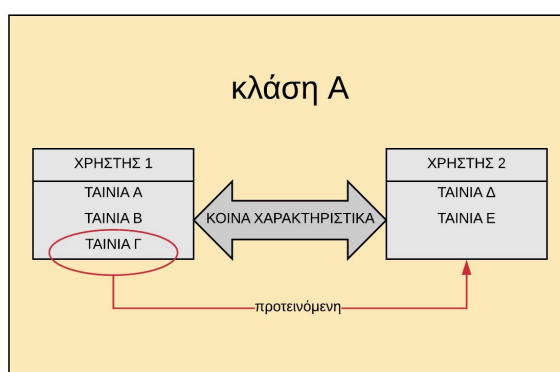 κλάση Α
ΧΡΗΣΤΗΣ 1
ΤΑΙΝΙΑ Α
ΤΑΙΝΙΑ Β
ΤΑΙΝΙΑ Γ
ΚΟΙΝΑ ΧΑΡΑΚΤΗΡΙΣΤΙΚΑ
ΧΡΗΣΤΗΣ 2
ΤΑΙΝΙΑ Δ
ΤΑΙΝΙΑ Ε
προτεινόμενη